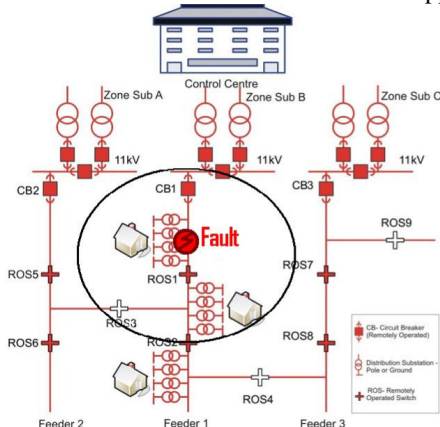 Control Centre
Zone Sub A
Zone Sub B
Zone Sub C
11kV
11kV
11kV
CB2
CB1
CB3
Fault
ROS9
ROS5
ROS1
ROS7
ROS3
ROS6
ROS2
ROS8
ROS4
CB- Circuit Breaker
(Remotely Operated)
Distribution Substation -
Pole or Ground
ROS- Remotely
Operated Switch
Feeder 2
Feeder 1
Feeder 3